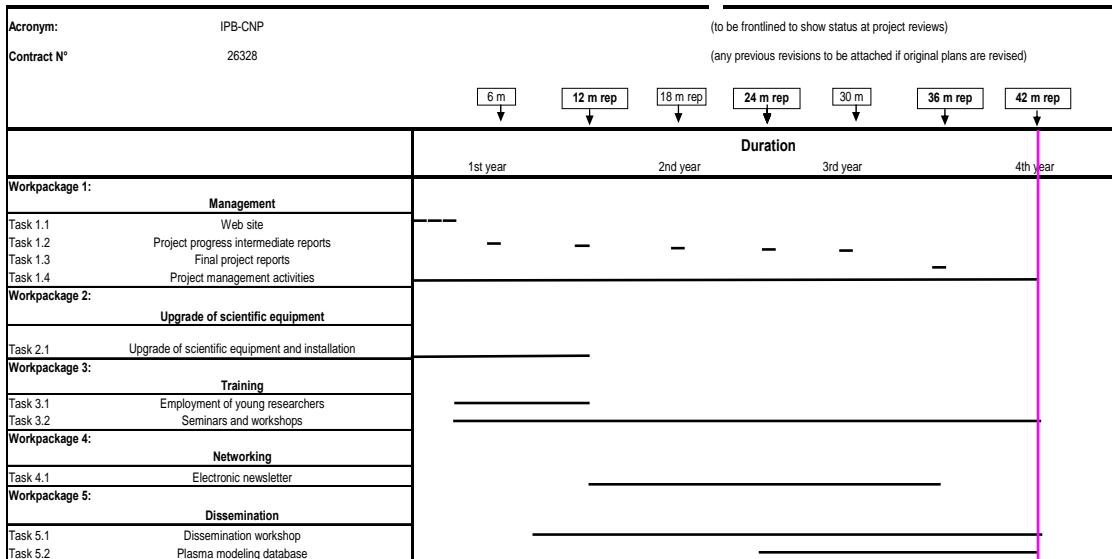 Acronym: IPB-CNP (to be frontlined to show status at project reviews)
Contract N° 26328 (any previous revisions to be attached if original plans are revised)
6 m 12 m rep 18 m rep 24 m rep 30 m 36 m rep 42 m rep
Duration
1st year 2nd year 3rd year 4th year
Workpackage 1:
Management
Task 1.1 Web site
Task 1.2 Project progress intermediate reports
Task 1.3 Final project reports
Task 1.4 Project management activities
Workpackage 2:
Upgrade of scientific equipment
Task 2.1 Upgrade of scientific equipment and installation
Workpackage 3:
Training
Task 3.1 Employment of young researchers
Task 3.2 Seminars and workshops
Workpackage 4:
Networking
Task 4.1 Electronic newsletter
Workpackage 5:
Dissemination
Task 5.1 Dissemination workshop
Task 5.2 Plasma modeling database